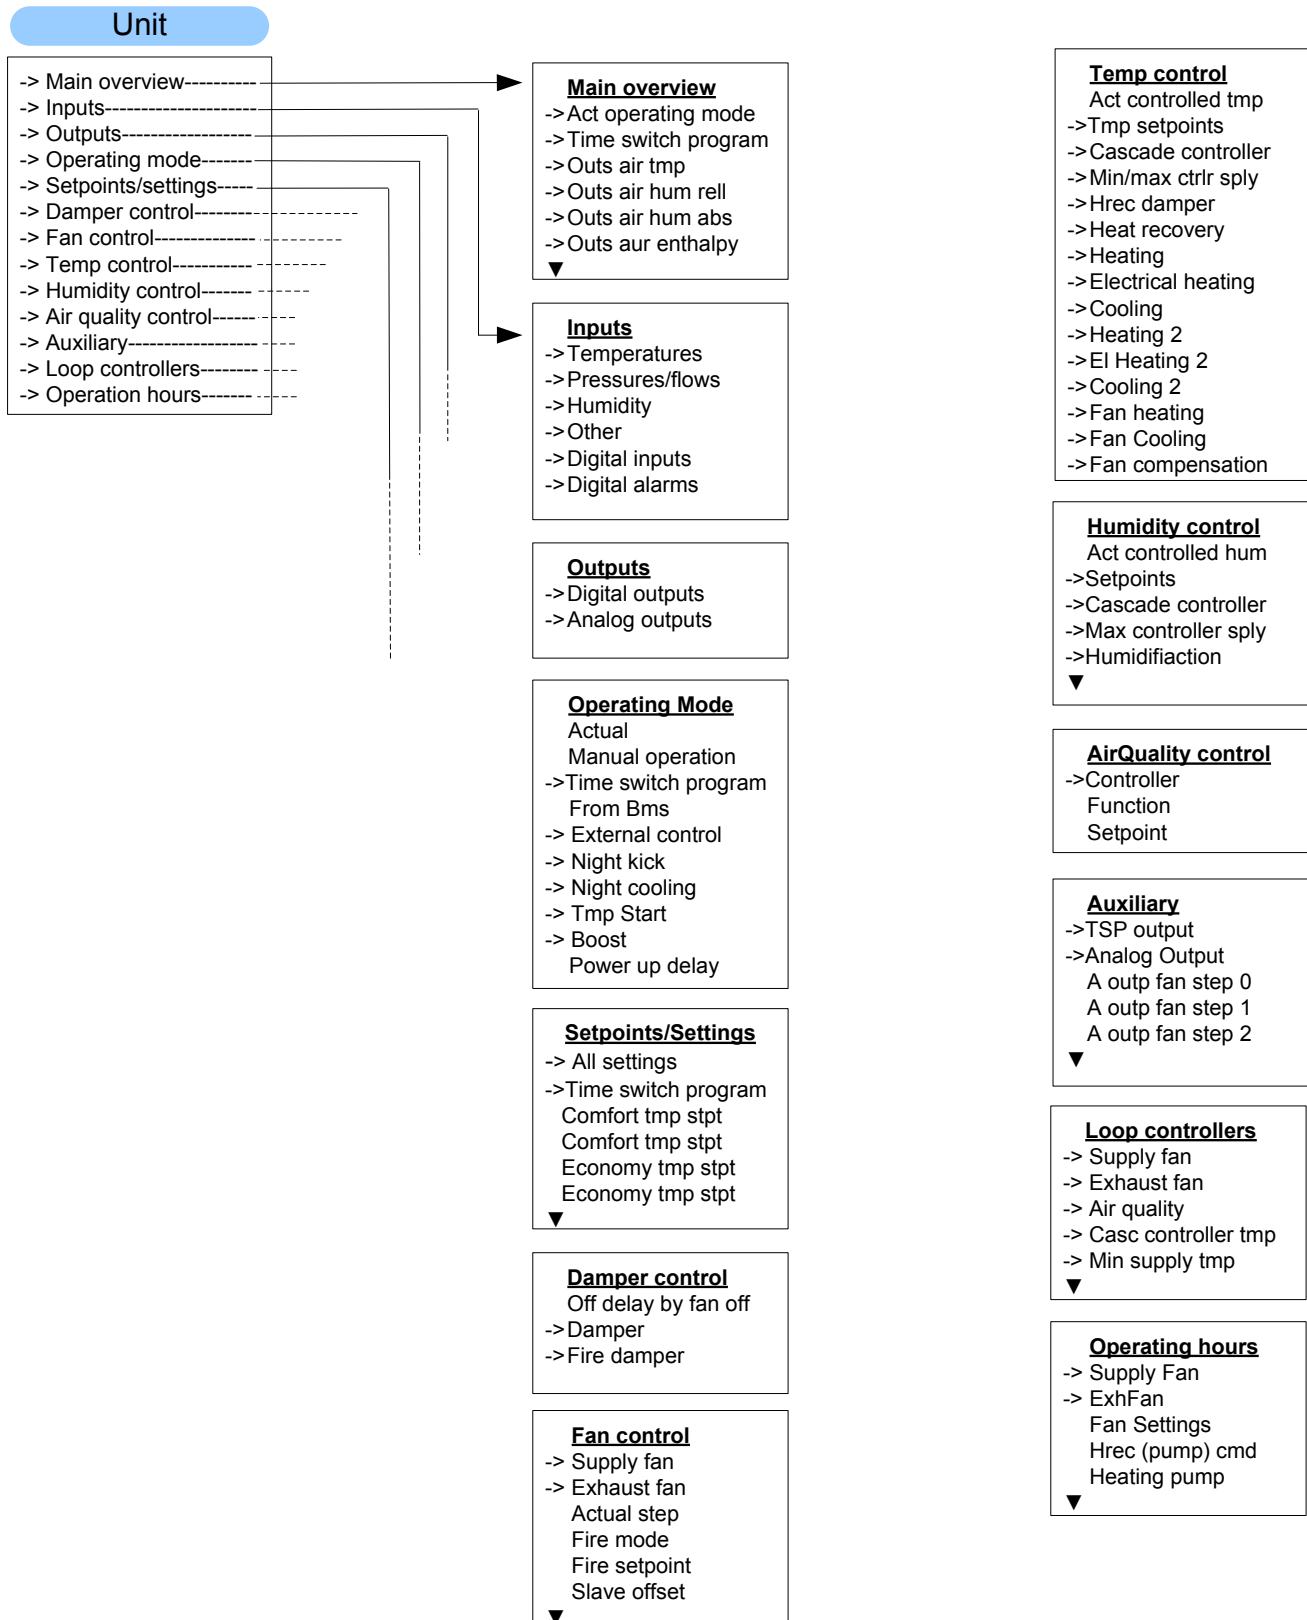 Unit
-> Main overview----------
-> Inputs---------------------
-> Outputs------------------
-> Operating mode-------
-> Setpoints/settings-----
-> Damper control--------
-> Fan control--------------
-> Temp control-----------
-> Humidity control-------
-> Air quality control------
-> Auxiliary------------------
-> Loop controllers--------
-> Operation hours-------
Main overview
->Act operating mode
->Time switch program
->Outs air tmp
->Outs air hum rell
->Outs air hum abs
->Outs aur enthalpy
▼
Inputs
->Temperatures
->Pressures/flows
->Humidity
->Other
->Digital inputs
->Digital alarms
Outputs
->Digital outputs
->Analog outputs
Operating Mode
Actual
Manual operation
->Time switch program
From Bms
-> External control
-> Night kick
-> Night cooling
-> Tmp Start
-> Boost
Power up delay
Setpoints/Settings
-> All settings
->Time switch program
Comfort tmp stpt
Comfort tmp stpt
Economy tmp stpt
Economy tmp stpt
▼
Damper control
Off delay by fan off
->Damper
->Fire damper
Fan control
-> Supply fan
-> Exhaust fan
Actual step
Fire mode
Fire setpoint
Slave offset
▼
Temp control
Act controlled tmp
->Tmp setpoints
->Cascade controller
->Min/max ctrlr sply
->Hrec damper
->Heat recovery
->Heating
->Electrical heating
->Cooling
->Heating 2
->El Heating 2
->Cooling 2
->Fan heating
->Fan Cooling
->Fan compensation
Humidity control
Act controlled hum
->Setpoints
->Cascade controller
->Max controller sply
->Humidifiaction
▼
AirQuality control
->Controller
Function
Setpoint
Auxiliary
->TSP output
->Analog Output
A outp fan step 0
A outp fan step 1
A outp fan step 2
▼
Loop controllers
-> Supply fan
-> Exhaust fan
-> Air quality
-> Casc controller tmp
-> Min supply tmp
▼
Operating hours
-> Supply Fan
-> ExhFan
Fan Settings
Hrec (pump) cmd
Heating pump
▼